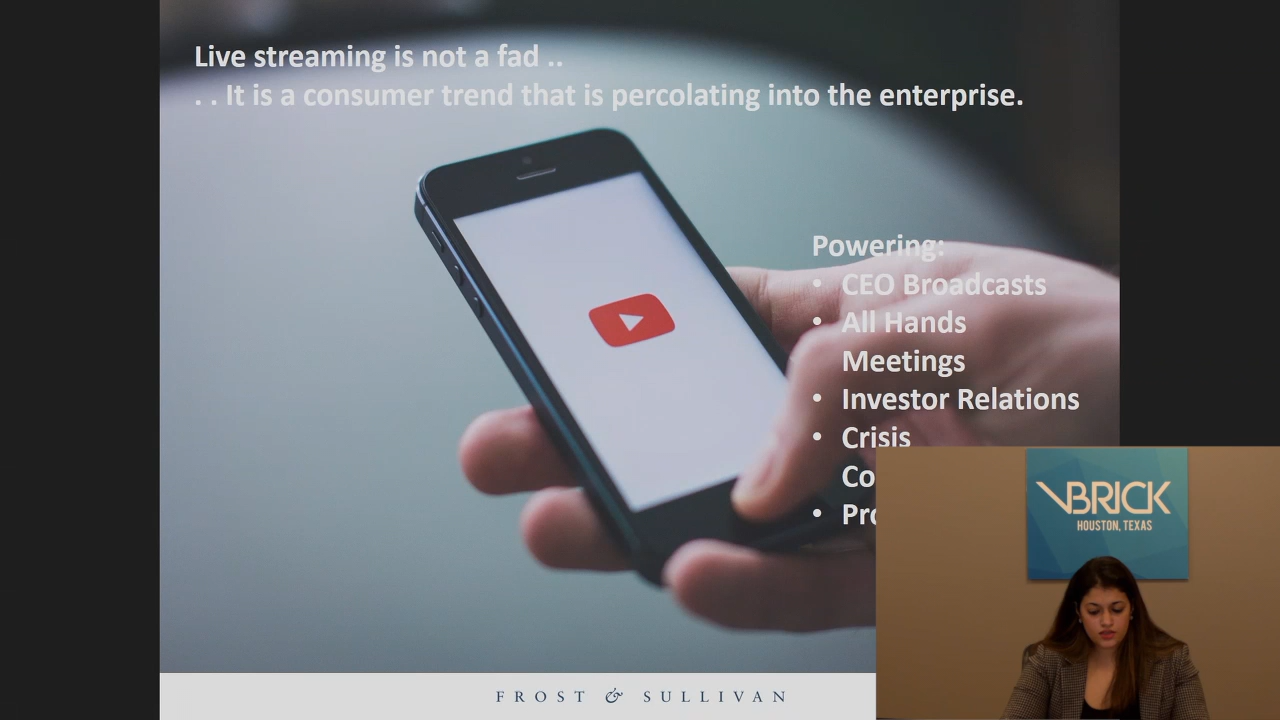 Live streaming is not a fad ..
. . It is a consumer trend that is percolating into the enterprise.
Powering:
• CEO Broadcasts
• All Hands
Meetings
• Investor Relations
• Crisis
VBRICK
HOUSTON, TEXAS
FROST & SULLIVAN